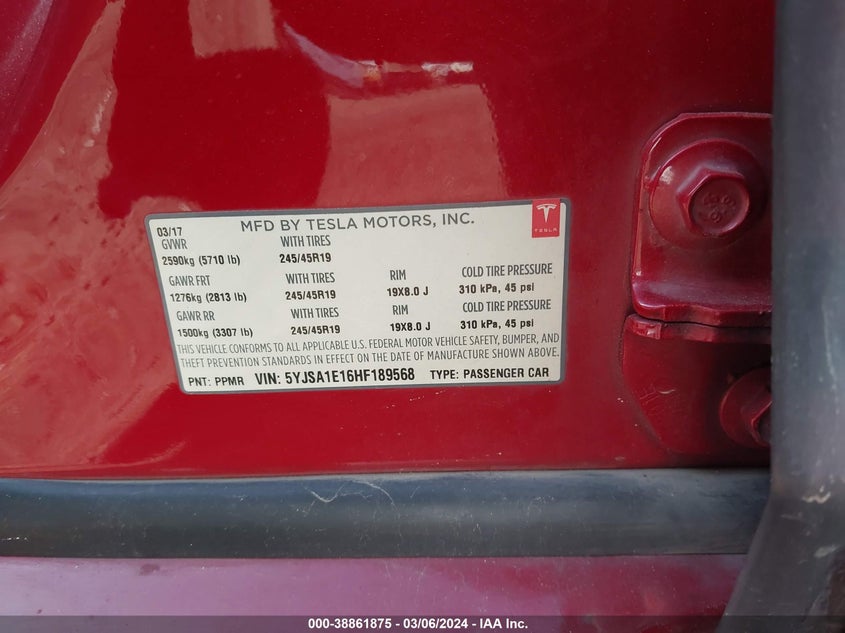 MFD BY TESLA MOTORS, INC.
TESLA
03/17
GVWR WITH TIRES
2590kg (5710 lb) 245/45R19
GAWR FRT WITH TIRES RIM COLD TIRE PRESSURE
1276kg (2813 lb) 245/45R19 19X8.0 J 310 kPa, 45 psi
GAWR RR WITH TIRES RIM COLD TIRE PRESSURE
1500kg (3307 lb) 245/45R19 19X8.0 J 310 kPa, 45 psi
THIS VEHICLE CONFORMS TO ALL APPLICABLE U.S. FEDERAL MOTOR VEHICLE SAFETY, BUMPER, AND
THEFT PREVENTION STANDARDS IN EFFECT ON THE DATE OF MANUFACTURE SHOWN ABOVE.
PNT: PPMR VIN: 5YJSA1E16HF189568 TYPE: PASSENGER CAR
000-38861875 / 03/06/2024 - IAA Inc.